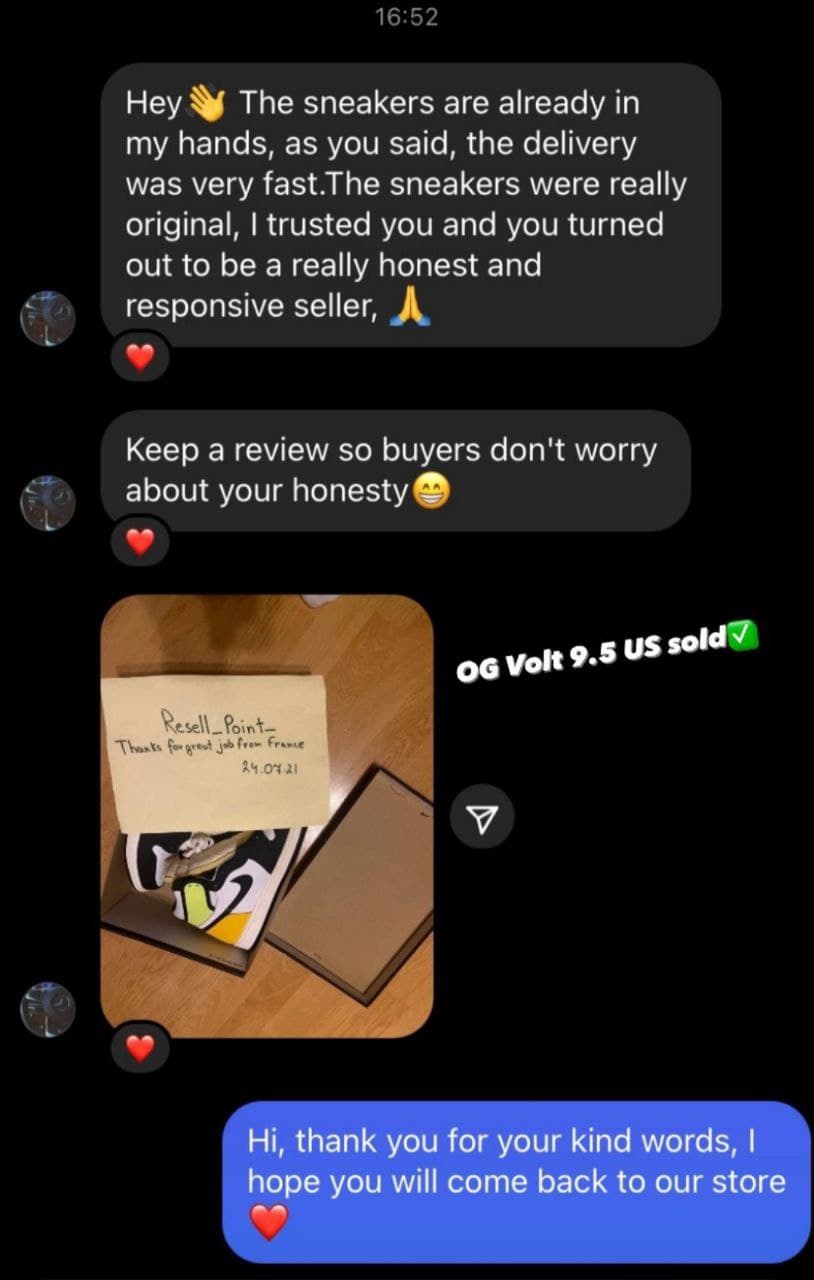 16:52
Hey👋 The sneakers are already in
my hands, as you said, the delivery
was very fast.The sneakers were really
original, I trusted you and you turned
out to be a really honest and
responsive seller, 🙏
Keep a review so buyers don't worry
about your honesty😁
OG Volt 9.5 US sold✅
Resell_Point_
Thanks for great job from France
24.07.21
Hi, thank you for your kind words, I
hope you will come back to our store
❤️